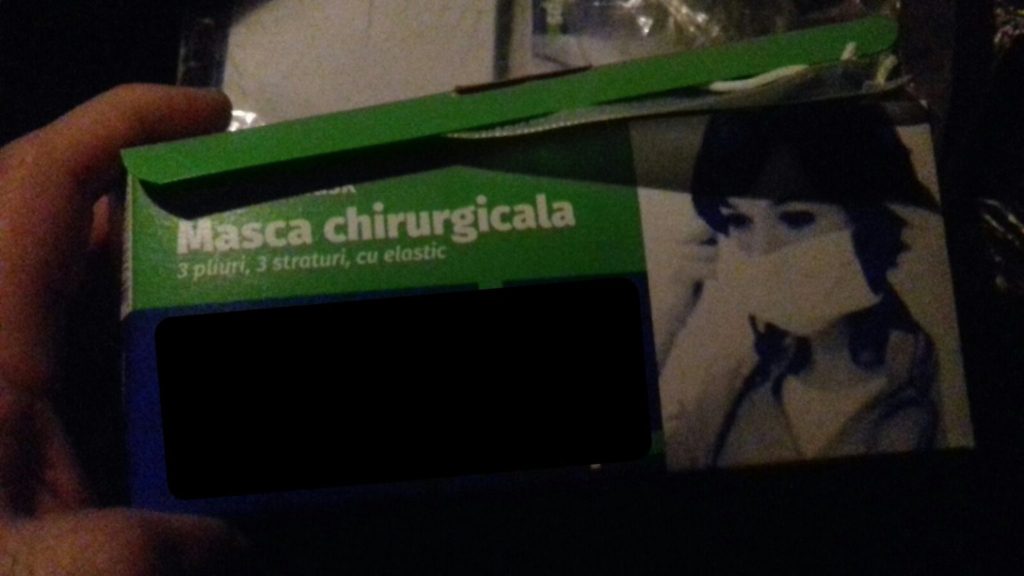 Masca chirurgicala
3 pliuri, 3 straturi, cu elastic